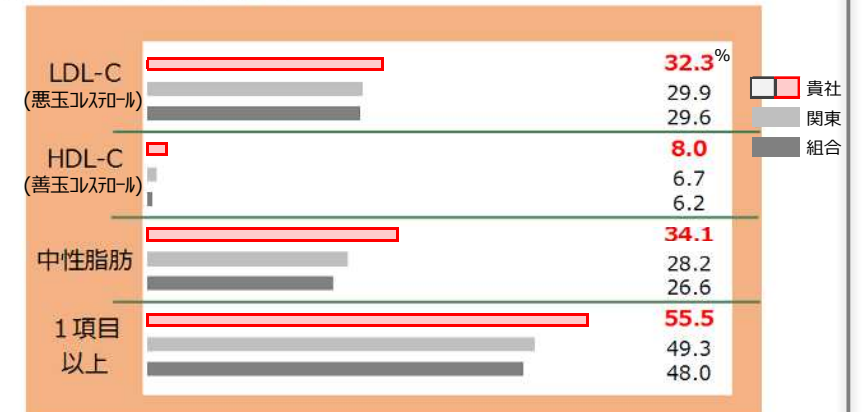 LDL-C
(悪玉ｺﾚｽﾃﾛｰﾙ)
32.3%
29.9
29.6
HDL-C
(善玉ｺﾚｽﾃﾛｰﾙ)
8.0
6.7
6.2
中性脂肪
34.1
28.2
26.6
1項目
以上
55.5
49.3
48.0
貴社
関東
組合